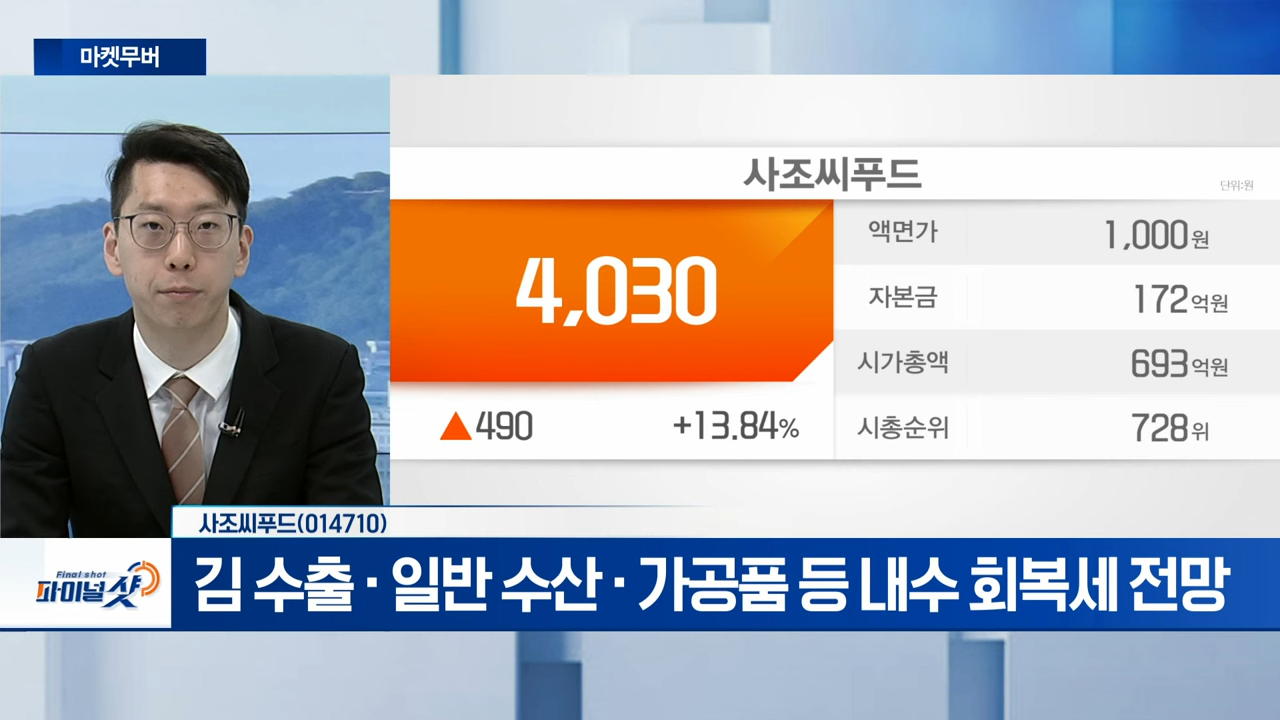 마켓무버
사조씨푸드
단위:원
4,030
▲490 +13.84%
액면가 1,000원
자본금 172억원
시가총액 693억원
시총순위 728위
사조씨푸드(014710)
Final shot
파이널샷
김 수출·일반 수산·가공품 등 내수 회복세 전망